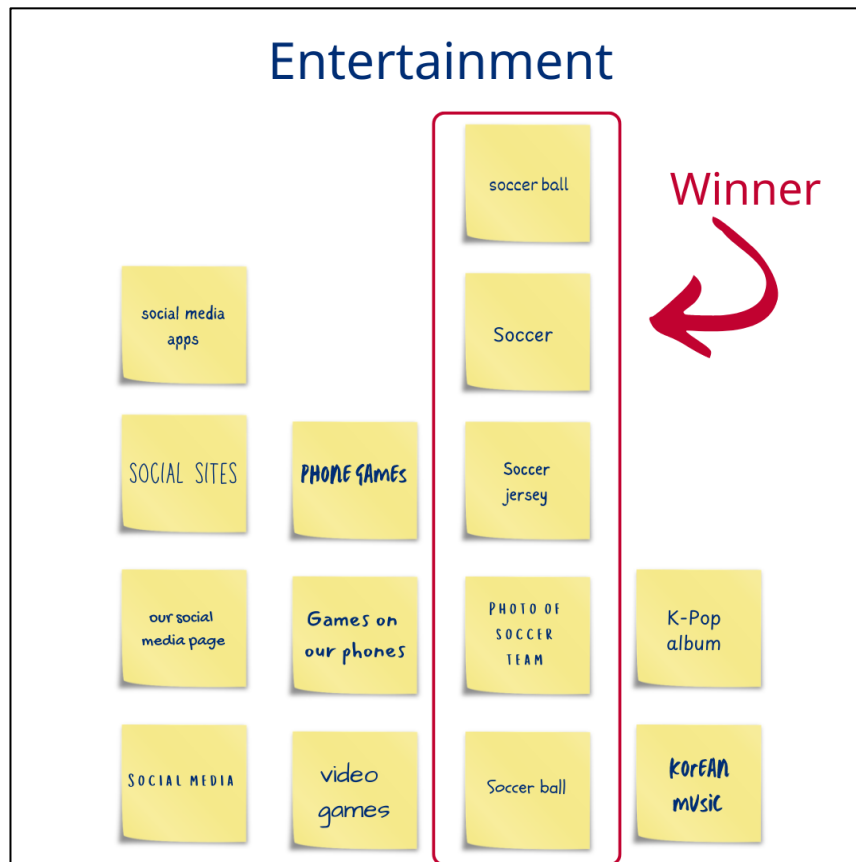 Entertainment
soccer ball
Winner
social media
apps
Soccer
SOCIAL SITES
PHONE GAMES
Soccer
jersey
our social
media page
Games on
our phones
PHOTO OF
SOCCER
TEAM
K-Pop
album
SOCIAL MEDIA
video
games
Soccer ball
KorEAN
music